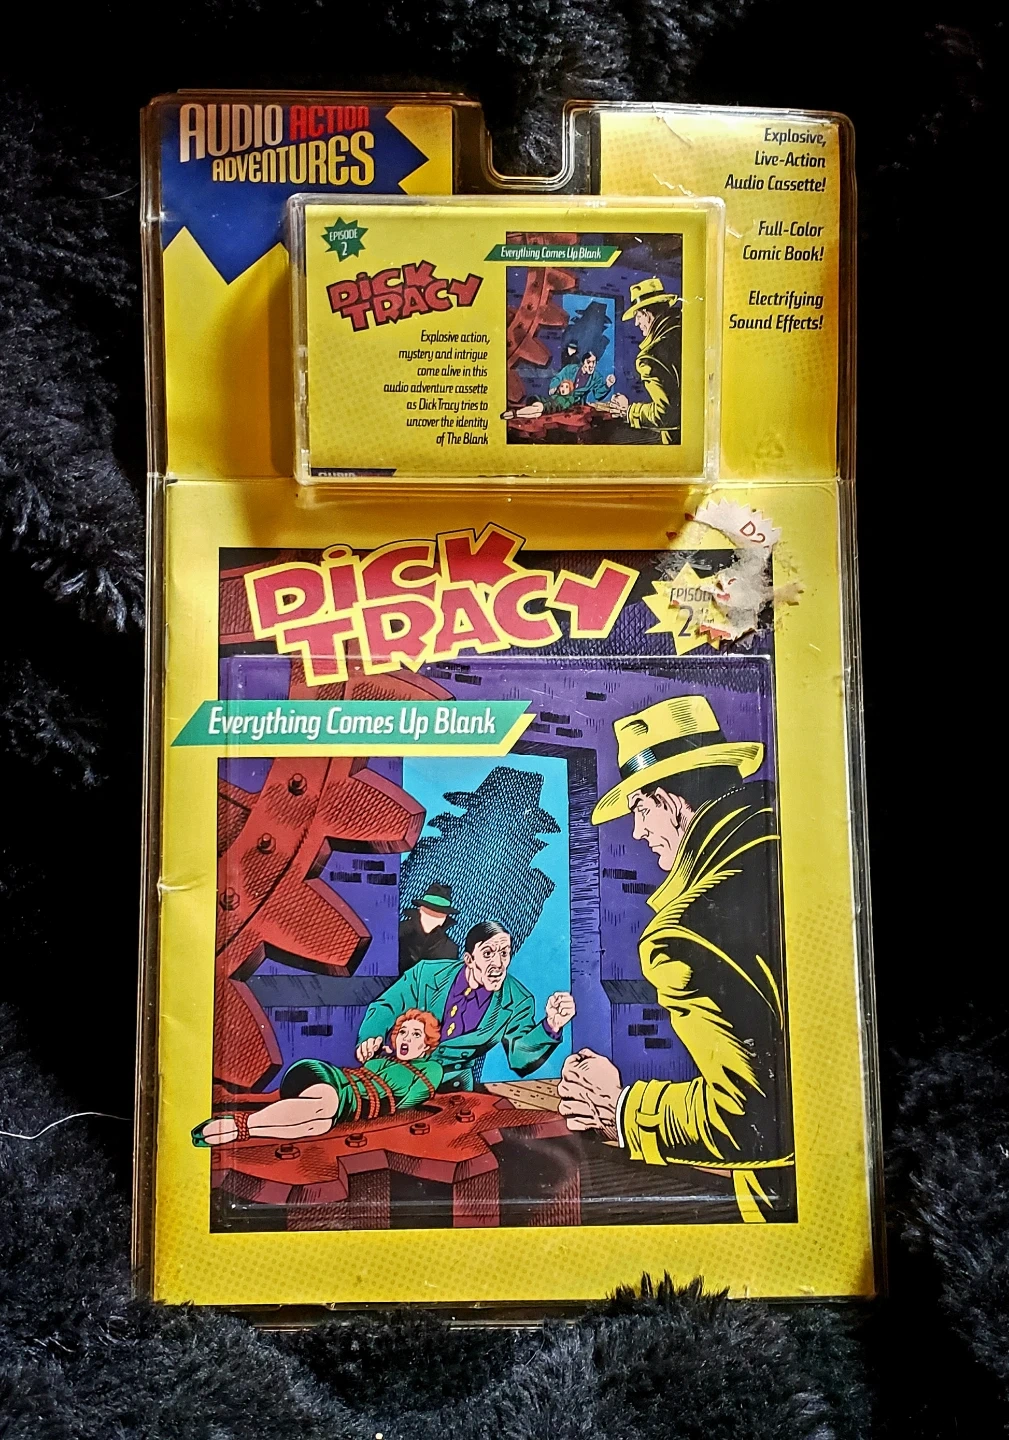 AUDIO ACTION
ADVENTURES
Explosive,
Live-Action
Audio Cassette!
Full-Color
Comic Book!
Electrifying
Sound Effects!
EPISODE
2
Everything Comes Up Blank
DICK
TRACY
Explosive action,
mystery and intrigue
come alive in this
audio adventure cassette
as Dick Tracy tries to
uncover the identity
of The Blank
AUDIO
D2
DICK
TRACY
EPISODE
2
Everything Comes Up Blank